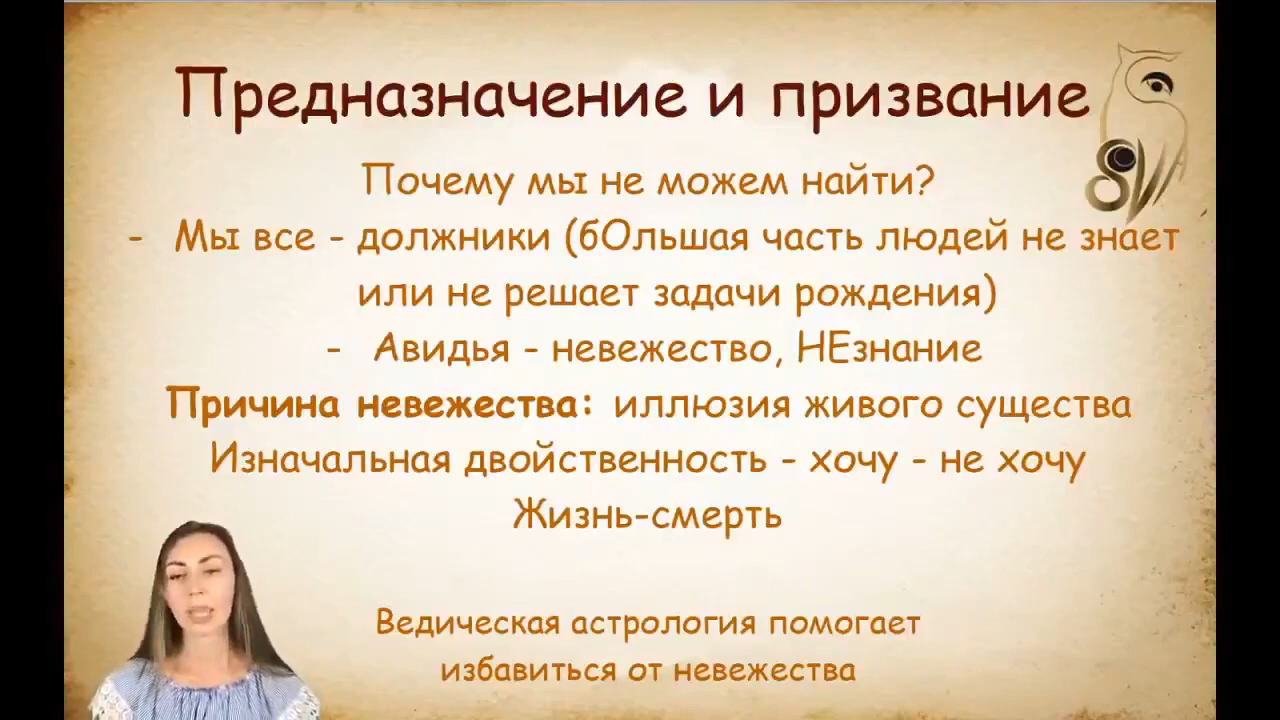 Предназначение и призвание
SVA
Почему мы не можем найти?
- Мы все - должники (бОльшая часть людей не знает
или не решает задачи рождения)
- Авидья - невежество, НЕзнание
Причина невежества: иллюзия живого существа
Изначальная двойственность - хочу - не хочу
Жизнь-смерть
Ведическая астрология помогает
избавиться от невежества